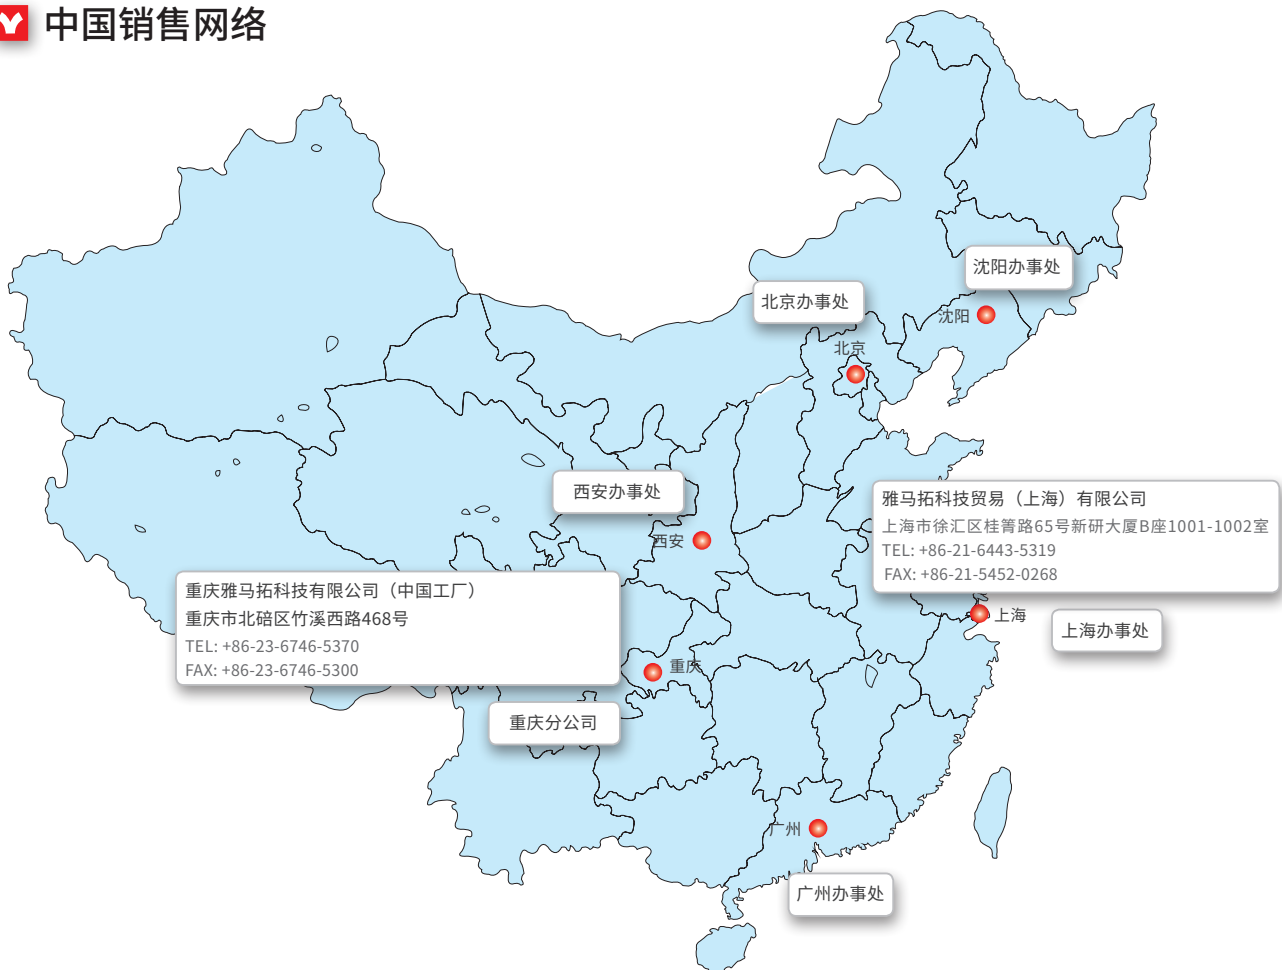 中国销售网络
沈阳办事处
北京办事处
沈阳
北京
西安办事处
西安
雅马拓科技贸易（上海）有限公司
上海市徐汇区桂箐路65号新研大厦B座1001-1002室
TEL: +86-21-6443-5319
FAX: +86-21-5452-0268
重庆雅马拓科技有限公司（中国工厂）
重庆市北碚区竹溪西路468号
TEL: +86-23-6746-5370
FAX: +86-23-6746-5300
上海
上海办事处
重庆
重庆分公司
广州
广州办事处